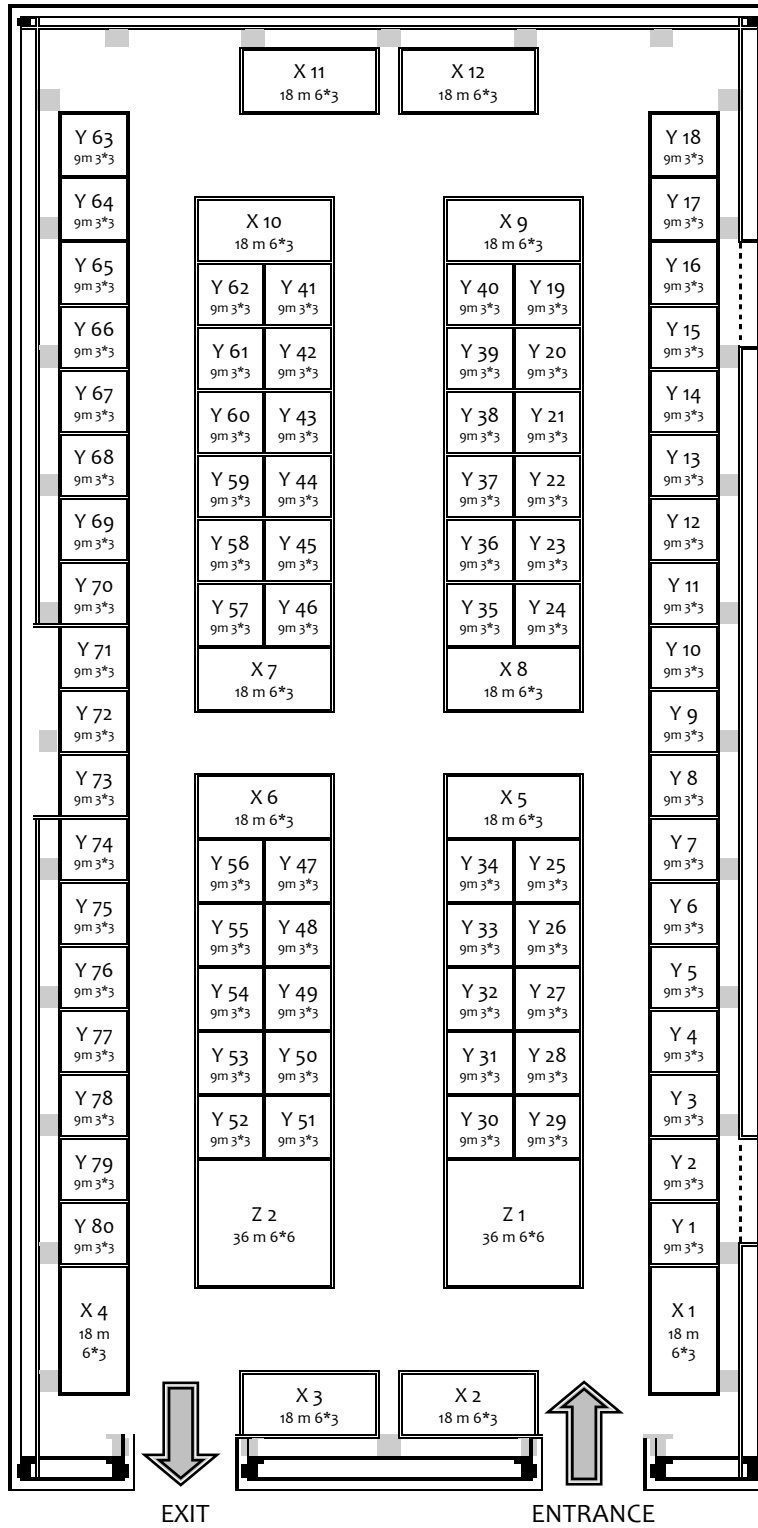 X 11
18 m 6*3
X 12
18 m 6*3
Y 63
9m 3*3
Y 64
9m 3*3
Y 65
9m 3*3
Y 66
9m 3*3
Y 67
9m 3*3
Y 68
9m 3*3
Y 69
9m 3*3
Y 70
9m 3*3
Y 71
9m 3*3
Y 72
9m 3*3
Y 73
9m 3*3
Y 74
9m 3*3
Y 75
9m 3*3
Y 76
9m 3*3
Y 77
9m 3*3
Y 78
9m 3*3
Y 79
9m 3*3
Y 80
9m 3*3
X 4
18 m
6*3
X 10
18 m 6*3
Y 62 Y 41
9m 3*3 9m 3*3
Y 61 Y 42
9m 3*3 9m 3*3
Y 60 Y 43
9m 3*3 9m 3*3
Y 59 Y 44
9m 3*3 9m 3*3
Y 58 Y 45
9m 3*3 9m 3*3
Y 57 Y 46
9m 3*3 9m 3*3
X 7
18 m 6*3
X 6
18 m 6*3
Y 56 Y 47
9m 3*3 9m 3*3
Y 55 Y 48
9m 3*3 9m 3*3
Y 54 Y 49
9m 3*3 9m 3*3
Y 53 Y 50
9m 3*3 9m 3*3
Y 52 Y 51
9m 3*3 9m 3*3
Z 2
36 m 6*6
X 9
18 m 6*3
Y 40 Y 19
9m 3*3 9m 3*3
Y 39 Y 20
9m 3*3 9m 3*3
Y 38 Y 21
9m 3*3 9m 3*3
Y 37 Y 22
9m 3*3 9m 3*3
Y 36 Y 23
9m 3*3 9m 3*3
Y 35 Y 24
9m 3*3 9m 3*3
X 8
18 m 6*3
X 5
18 m 6*3
Y 34 Y 25
9m 3*3 9m 3*3
Y 33 Y 26
9m 3*3 9m 3*3
Y 32 Y 27
9m 3*3 9m 3*3
Y 31 Y 28
9m 3*3 9m 3*3
Y 30 Y 29
9m 3*3 9m 3*3
Z 1
36 m 6*6
Y 18
9m 3*3
Y 17
9m 3*3
Y 16
9m 3*3
Y 15
9m 3*3
Y 14
9m 3*3
Y 13
9m 3*3
Y 12
9m 3*3
Y 11
9m 3*3
Y 10
9m 3*3
Y 9
9m 3*3
Y 8
9m 3*3
Y 7
9m 3*3
Y 6
9m 3*3
Y 5
9m 3*3
Y 4
9m 3*3
Y 3
9m 3*3
Y 2
9m 3*3
Y 1
9m 3*3
X 1
18 m
6*3
X 3
18 m 6*3
X 2
18 m 6*3
EXIT
ENTRANCE